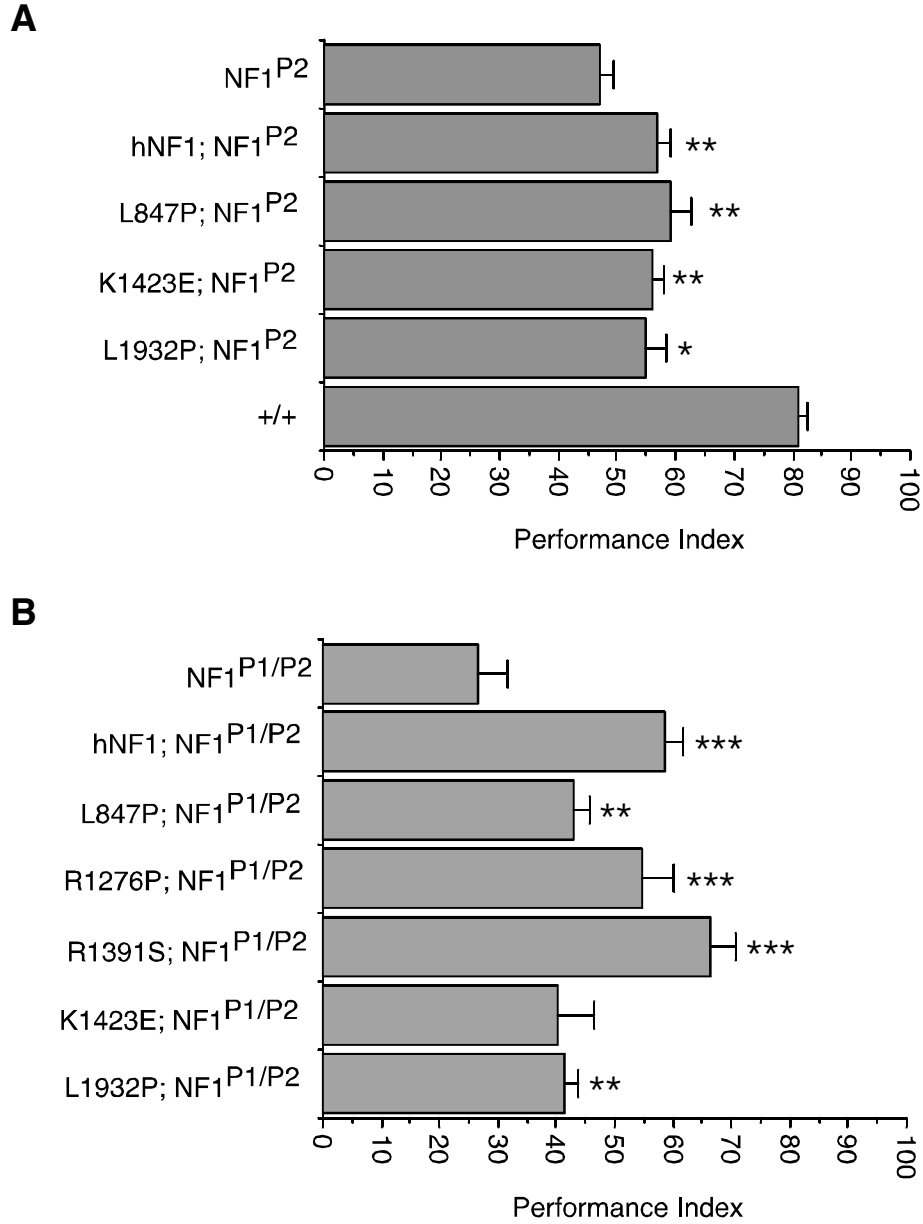 A
NF1P2
hNF1; NF1P2 **
L847P; NF1P2 **
K1423E; NF1P2 **
L1932P; NF1P2 *
+/+
0 10 20 30 40 50 60 70 80 90 100
Performance Index
B
NF1P1/P2
hNF1; NF1P1/P2 ***
L847P; NF1P1/P2 **
R1276P; NF1P1/P2 ***
R1391S; NF1P1/P2 ***
K1423E; NF1P1/P2
L1932P; NF1P1/P2 **
0 10 20 30 40 50 60 70 80 90 100
Performance Index